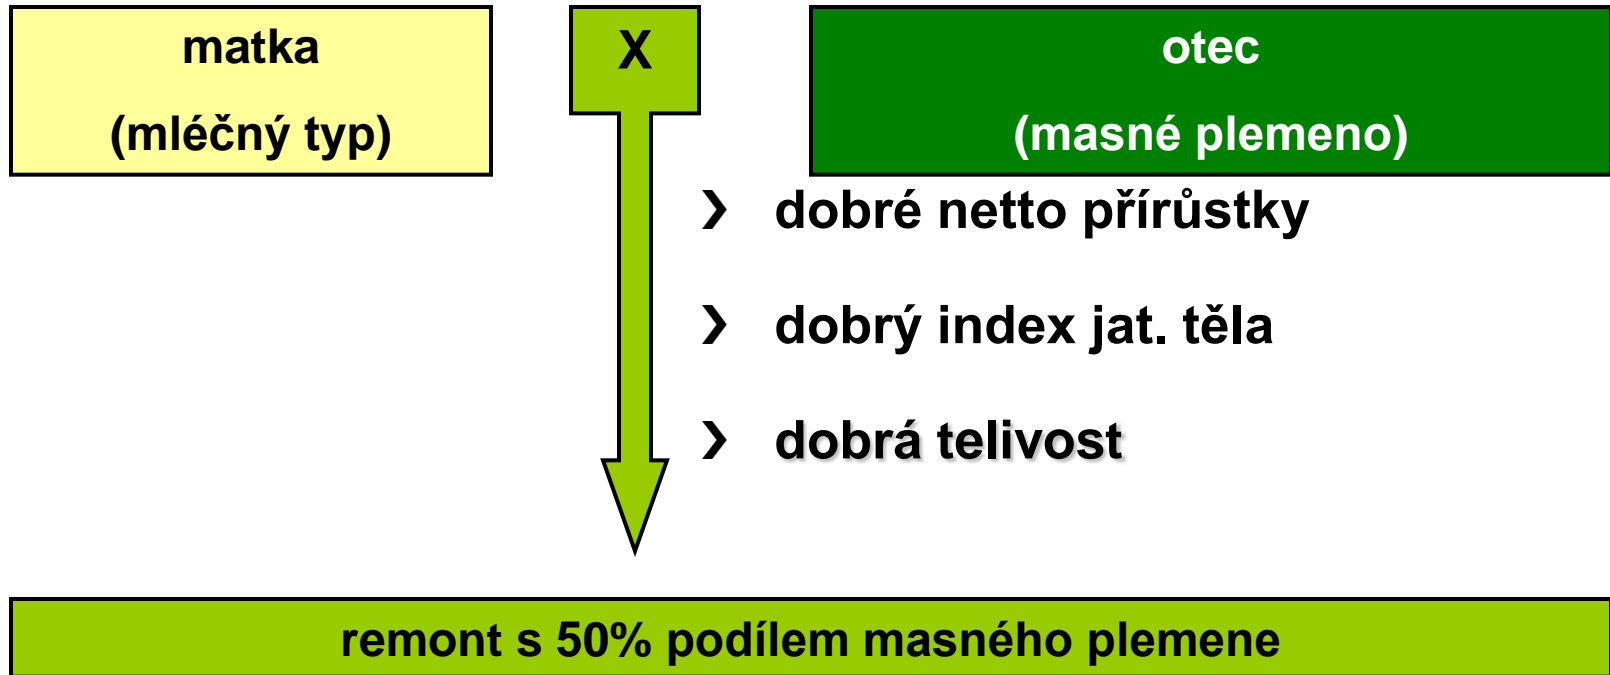 matka
(mléčný typ)
X
otec
(masné plemeno)
› dobré netto přírůstky
› dobrý index jat. těla
› dobrá telivost
remont s 50% podílem masného plemene